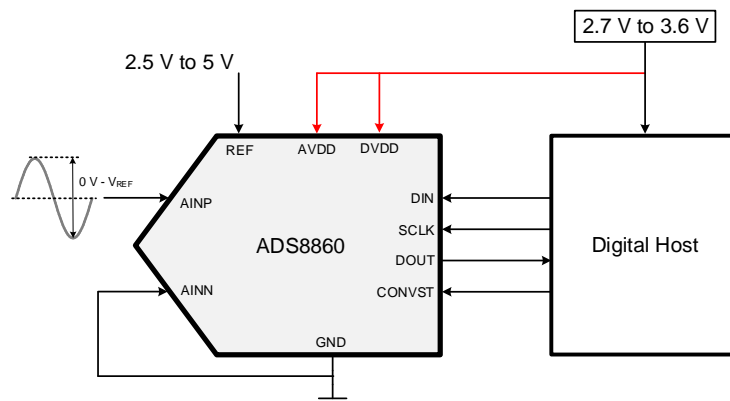 2.7 V to 3.6 V
2.5 V to 5 V
REF
AVDD
DVDD
0 V - VREF
AINP
DIN
SCLK
ADS8860
Digital Host
DOUT
AINN
CONVST
GND